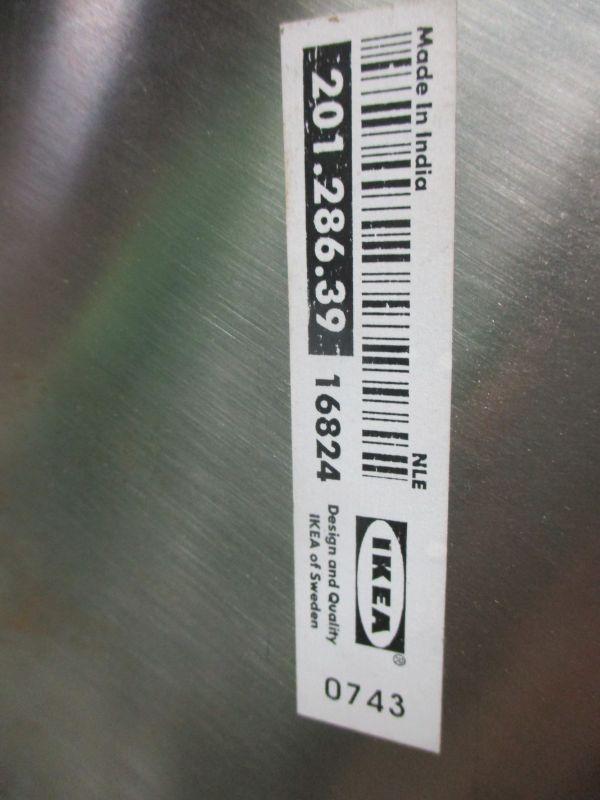 Made In India
NLE
201.286.39 16824
IKEA®
Design and Quality
IKEA of Sweden
0743